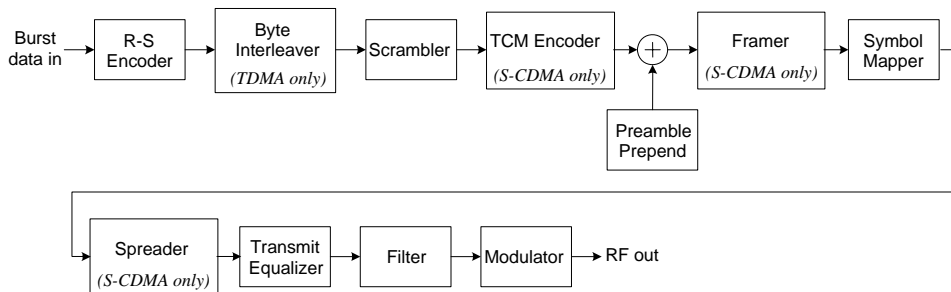 Burst
data in
R-S
Encoder
Byte
Interleaver
(TDMA only)
Scrambler
TCM Encoder
(S-CDMA only)
+
Preamble
Prepend
Framer
(S-CDMA only)
Symbol
Mapper
Spreader
(S-CDMA only)
Transmit
Equalizer
Filter
Modulator
RF out